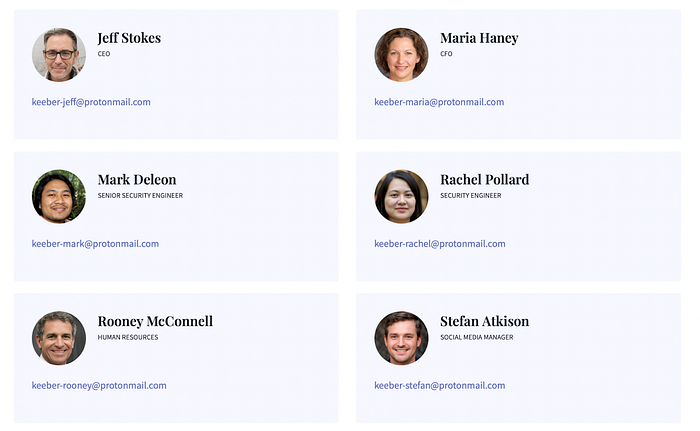 Jeff Stokes
CEO
keeber-jeff@protonmail.com
Maria Haney
CFO
keeber-maria@protonmail.com
Mark Deleon
SENIOR SECURITY ENGINEER
keeber-mark@protonmail.com
Rachel Pollard
SECURITY ENGINEER
keeber-rachel@protonmail.com
Rooney McConnell
HUMAN RESOURCES
keeber-rooney@protonmail.com
Stefan Atkison
SOCIAL MEDIA MANAGER
keeber-stefan@protonmail.com